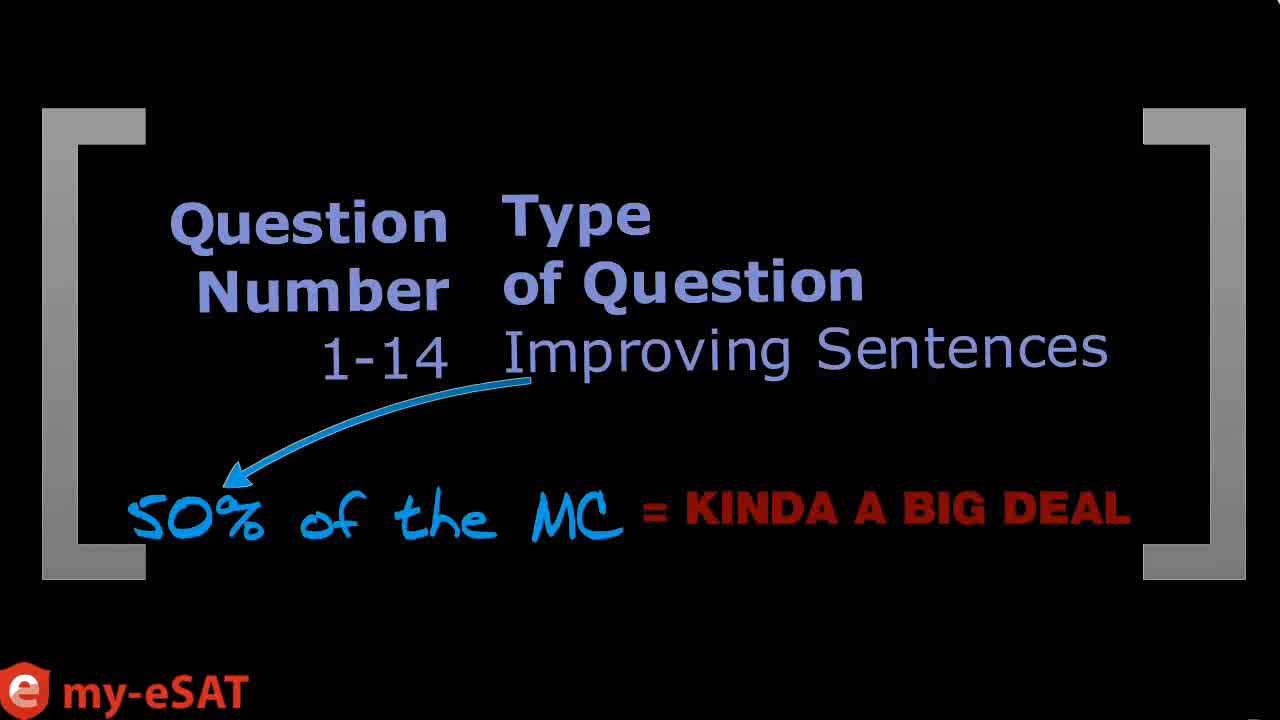 Question Number
Type of Question
1-14 Improving Sentences
50% of the MC = KINDA A BIG DEAL
e my-eSAT